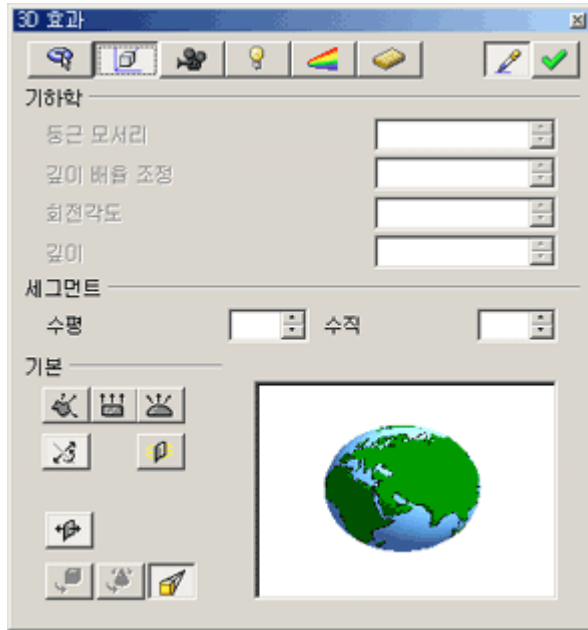 3D 효과
기하학
둥근 모서리
깊이 배율 조정
회전각도
깊이
세그먼트
수평
수직
기본